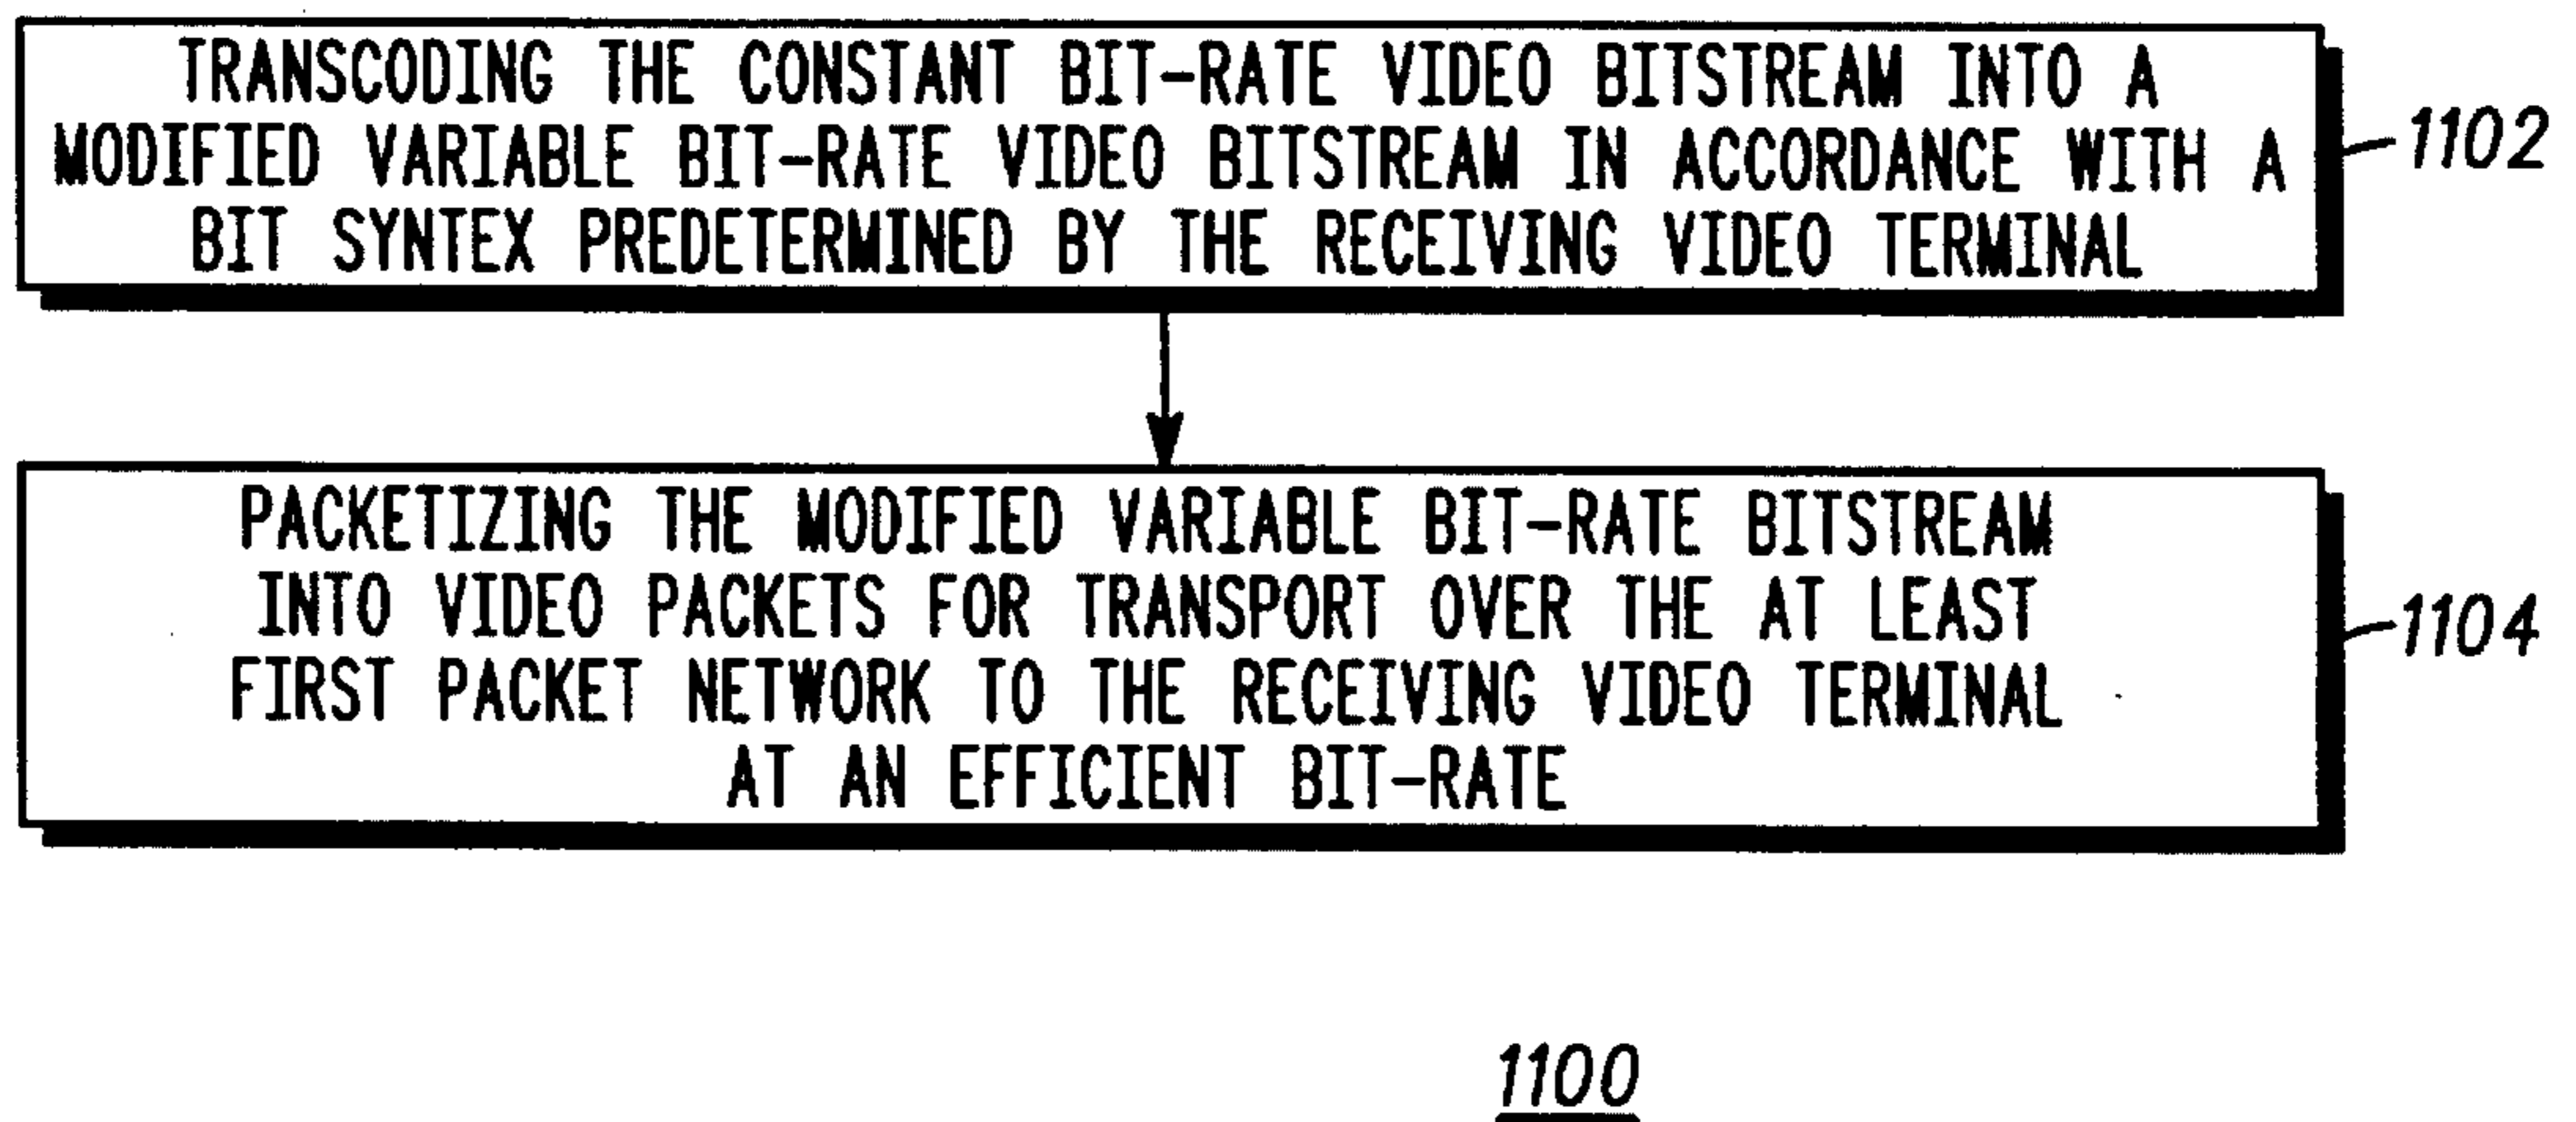 TRANSCODING THE CONSTANT BIT-RATE VIDEO BITSTREAM INTO A
MODIFIED VARIABLE BIT-RATE VIDEO BITSTREAM IN ACCORDANCE WITH A
BIT SYNTEX PREDETERMINED BY THE RECEIVING VIDEO TERMINAL
1102
PACKETIZING THE MODIFIED VARIABLE BIT-RATE BITSTREAM
INTO VIDEO PACKETS FOR TRANSPORT OVER THE AT LEAST
FIRST PACKET NETWORK TO THE RECEIVING VIDEO TERMINAL
AT AN EFFICIENT BIT-RATE
1104
1100